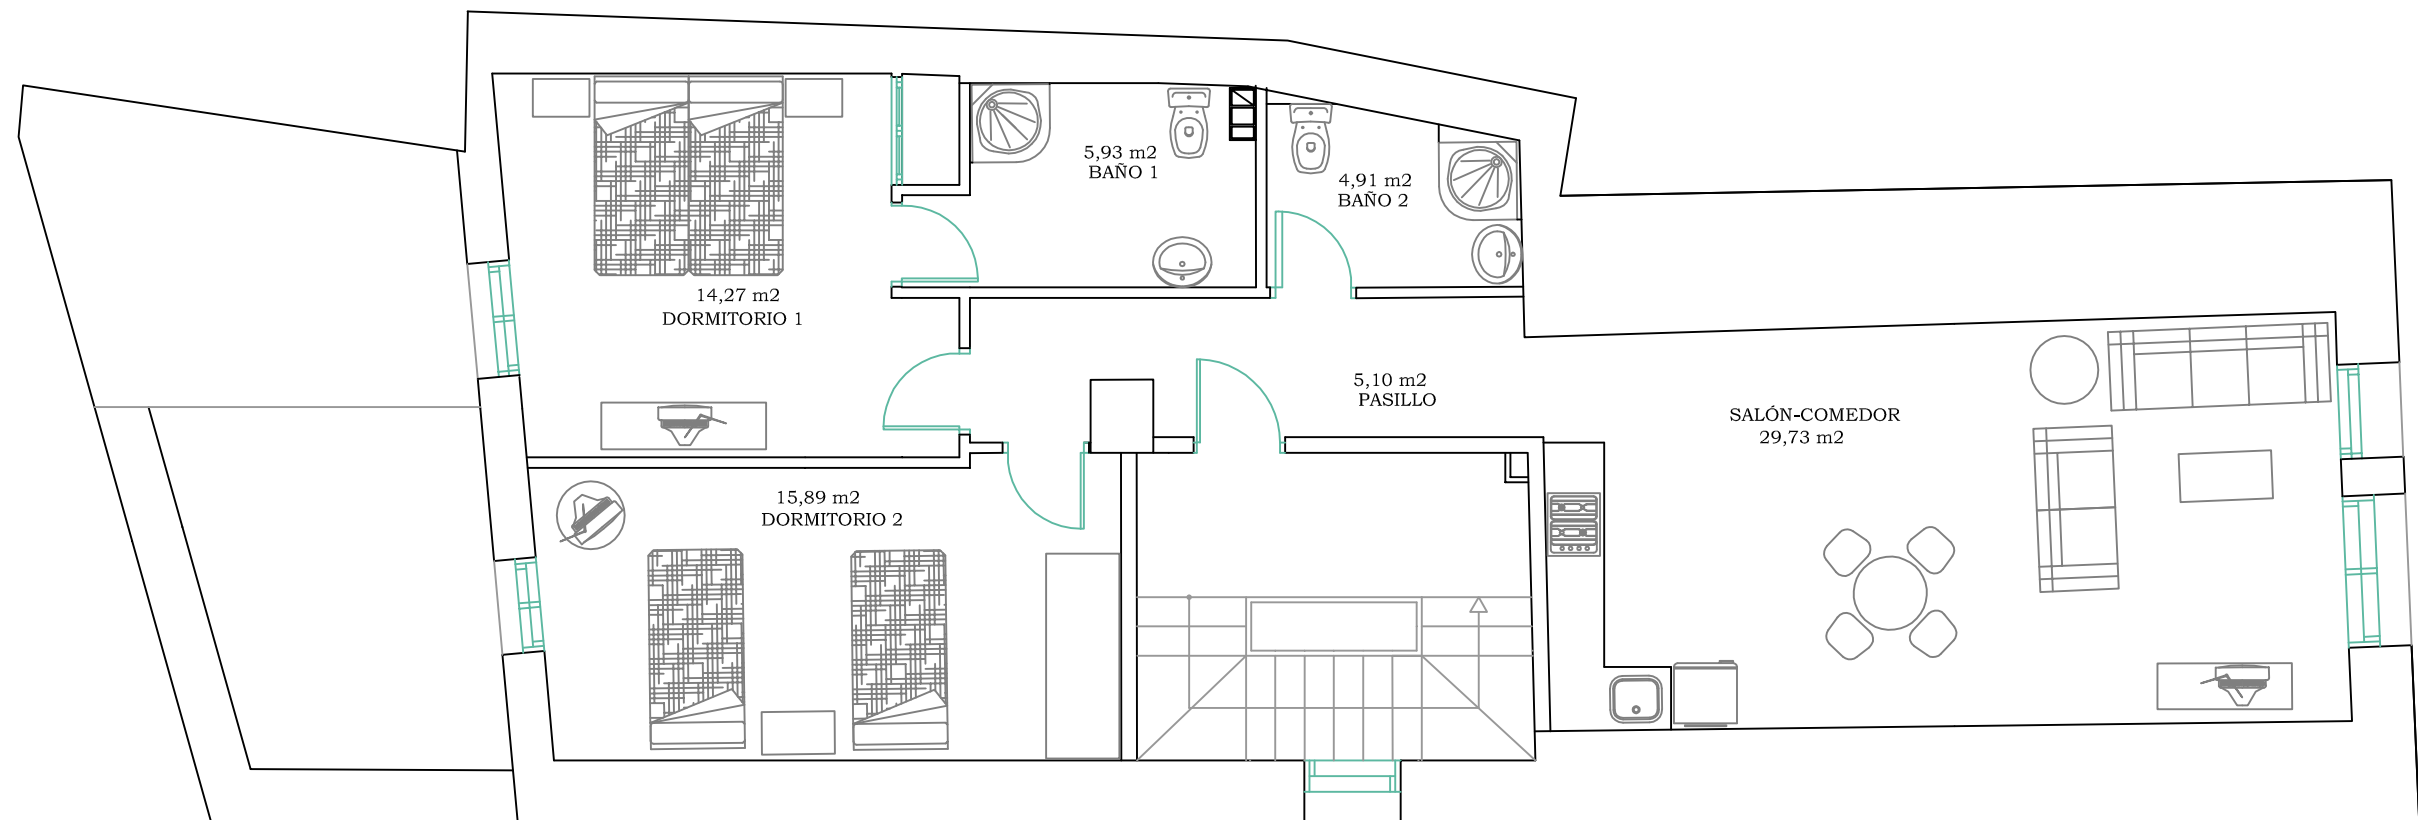 5,93 m2
BAÑO 1
4,91 m2
BAÑO 2
14,27 m2
DORMITORIO 1
5,10 m2
PASILLO
SALÓN-COMEDOR
29,73 m2
15,89 m2
DORMITORIO 2